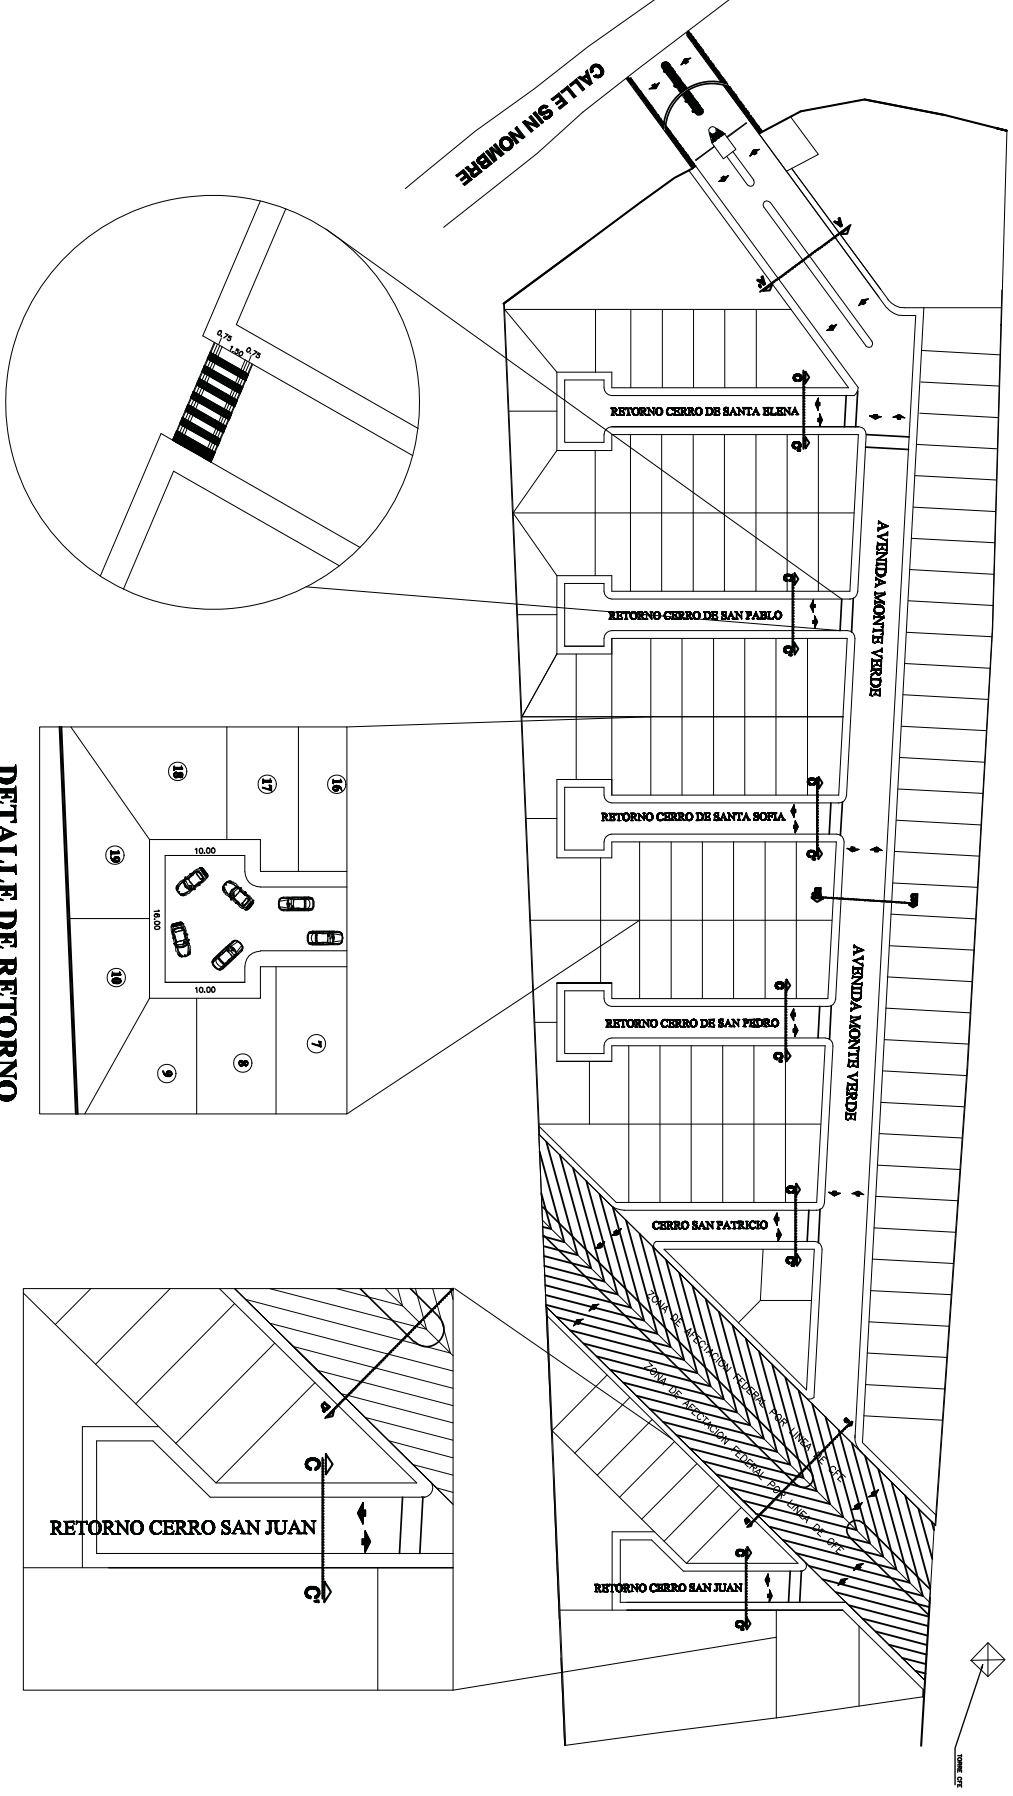 CALLE SIN NOMBRE
A'
A'
RETORNO CERRO DE SANTA ELENA
C
C'
AVENIDA MONTE VERDE
RETORNO CERRO DE SAN PABLO
C
C'
RETORNO CERRO DE SANTA SOFIA
C
C'
AVENIDA MONTE VERDE
RETORNO CERRO DE SAN PEDRO
C
C'
CERRO SAN PATRICIO
C
C'
ZONA DE AFECTACION FEDERAL POR LINEA DE CFE
ZONA DE AFECTACION FEDERAL POR LINEA DE CFE
RETORNO CERRO SAN JUAN
C
C'
TORRE CFE
0.75
1.50
0.75
16
17
18
19
10
9
8
7
10.00
16.00
10.00
DETALLE DE RETORNO
RETORNO CERRO SAN JUAN
C
C'